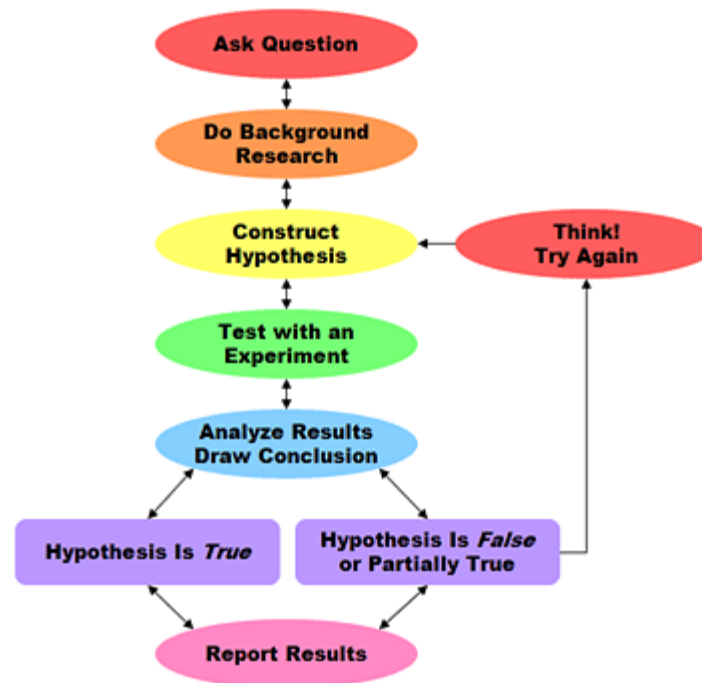 Ask Question
Do Background
Research
Construct
Hypothesis
Think!
Try Again
Test with an
Experiment
Analyze Results
Draw Conclusion
Hypothesis Is True
Hypothesis Is False
or Partially True
Report Results